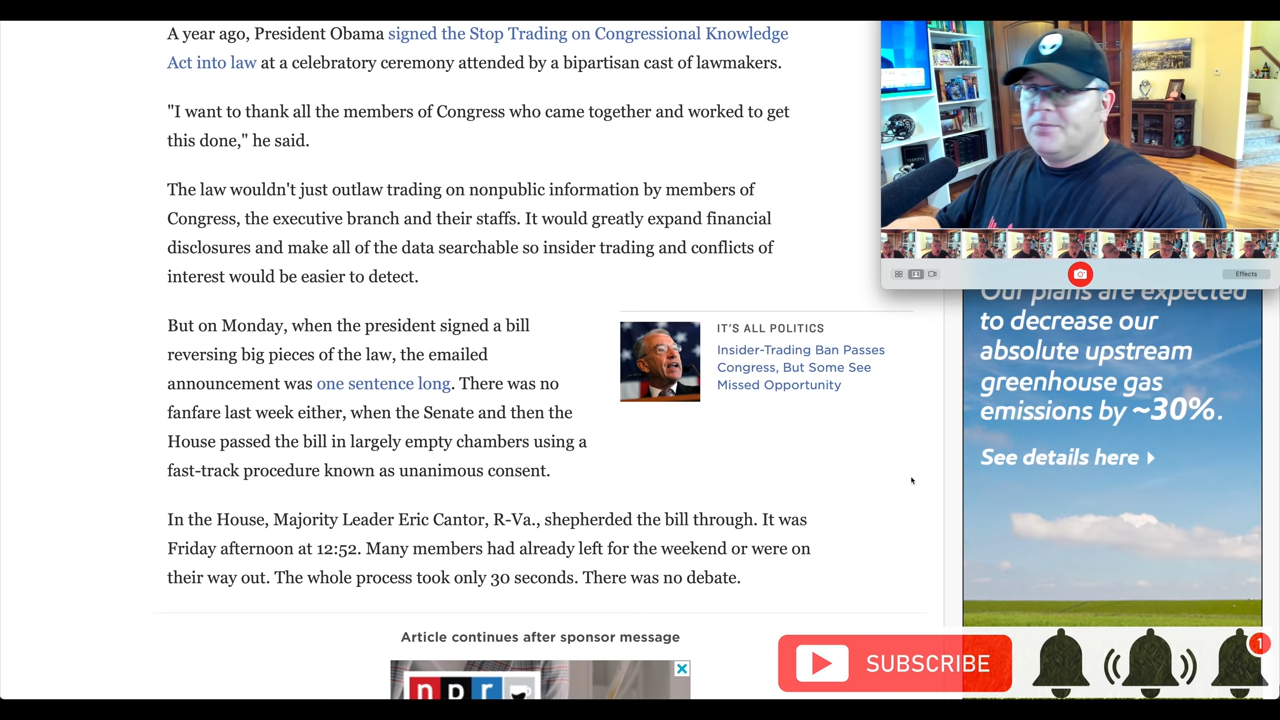 A year ago, President Obama signed the Stop Trading on Congressional Knowledge
Act into law at a celebratory ceremony attended by a bipartisan cast of lawmakers.
"I want to thank all the members of Congress who came together and worked to get
this done," he said.
The law wouldn't just outlaw trading on nonpublic information by members of
Congress, the executive branch and their staffs. It would greatly expand financial
disclosures and make all of the data searchable so insider trading and conflicts of
interest would be easier to detect.
But on Monday, when the president signed a bill
reversing big pieces of the law, the emailed
announcement was one sentence long. There was no
fanfare last week either, when the Senate and then the
House passed the bill in largely empty chambers using a
fast-track procedure known as unanimous consent.
IT'S ALL POLITICS
Insider-Trading Ban Passes
Congress, But Some See
Missed Opportunity
In the House, Majority Leader Eric Cantor, R-Va., shepherded the bill through. It was
Friday afternoon at 12:52. Many members had already left for the weekend or were on
their way out. The whole process took only 30 seconds. There was no debate.
Article continues after sponsor message
npr
Effects
Our plans are expected
to decrease our
absolute upstream
greenhouse gas
emissions by ~30%.
See details here
SUBSCRIBE
1